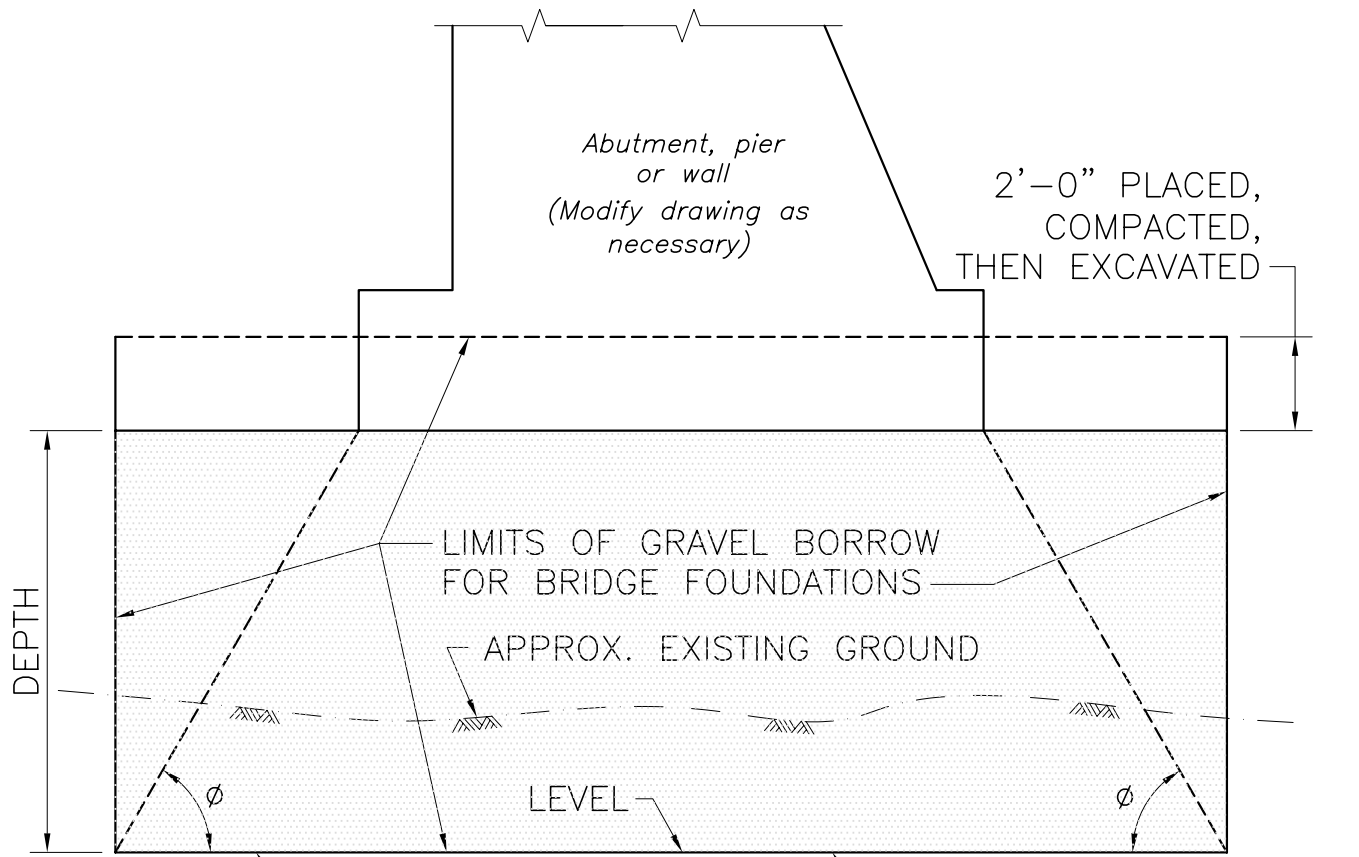 Abutment, pier
or wall
(Modify drawing as
necessary)
2'-0" PLACED,
COMPACTED,
THEN EXCAVATED
LIMITS OF GRAVEL BORROW
FOR BRIDGE FOUNDATIONS
APPROX. EXISTING GROUND
DEPTH
LEVEL
ϕ
ϕ